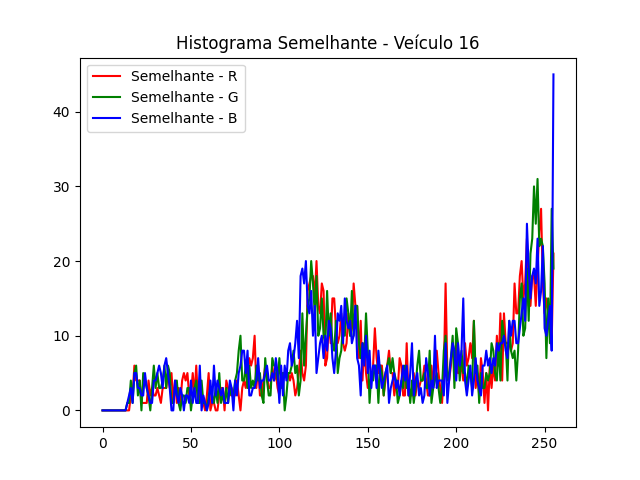 Histograma Semelhante - Veículo 16
Semelhante - R
Semelhante - G
Semelhante - B
40
30
20
10
0
0 50 100 150 200 250